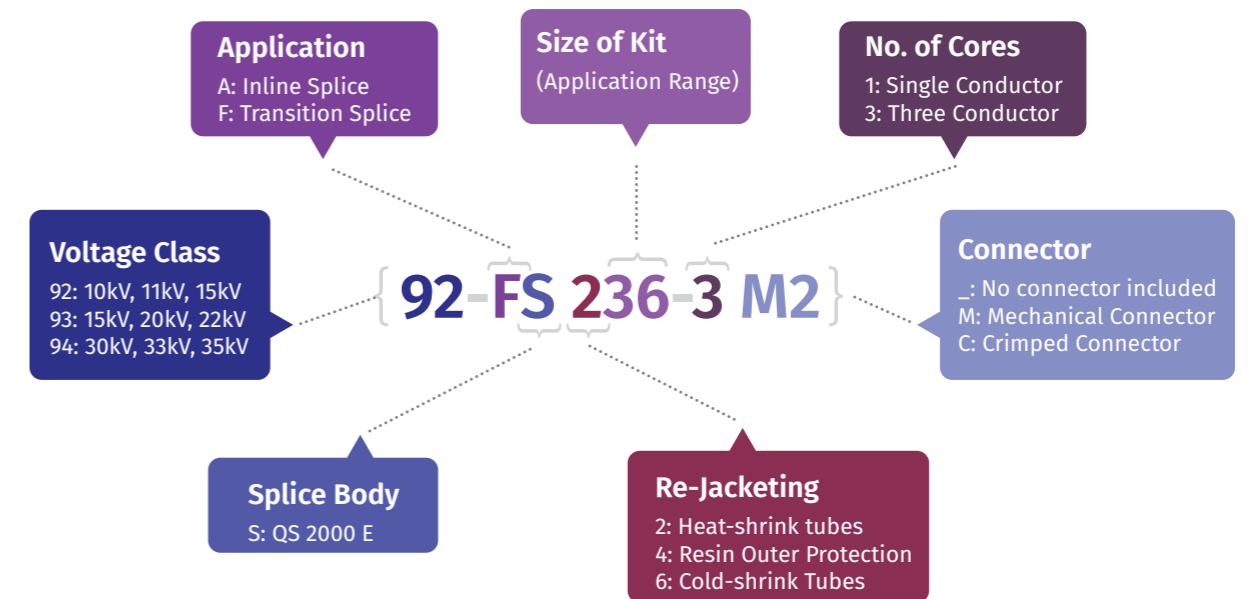 Application
A: Inline Splice
F: Transition Splice
Size of Kit
(Application Range)
No. of Cores
1: Single Conductor
3: Three Conductor
Voltage Class
92: 10kV, 11kV, 15kV
93: 15kV, 20kV, 22kV
94: 30kV, 33kV, 35kV
{ 92-FS 236-3 M2 }
Connector
_: No connector included
M: Mechanical Connector
C: Crimped Connector
Splice Body
S: QS 2000 E
Re-Jacketing
2: Heat-shrink tubes
4: Resin Outer Protection
6: Cold-shrink Tubes